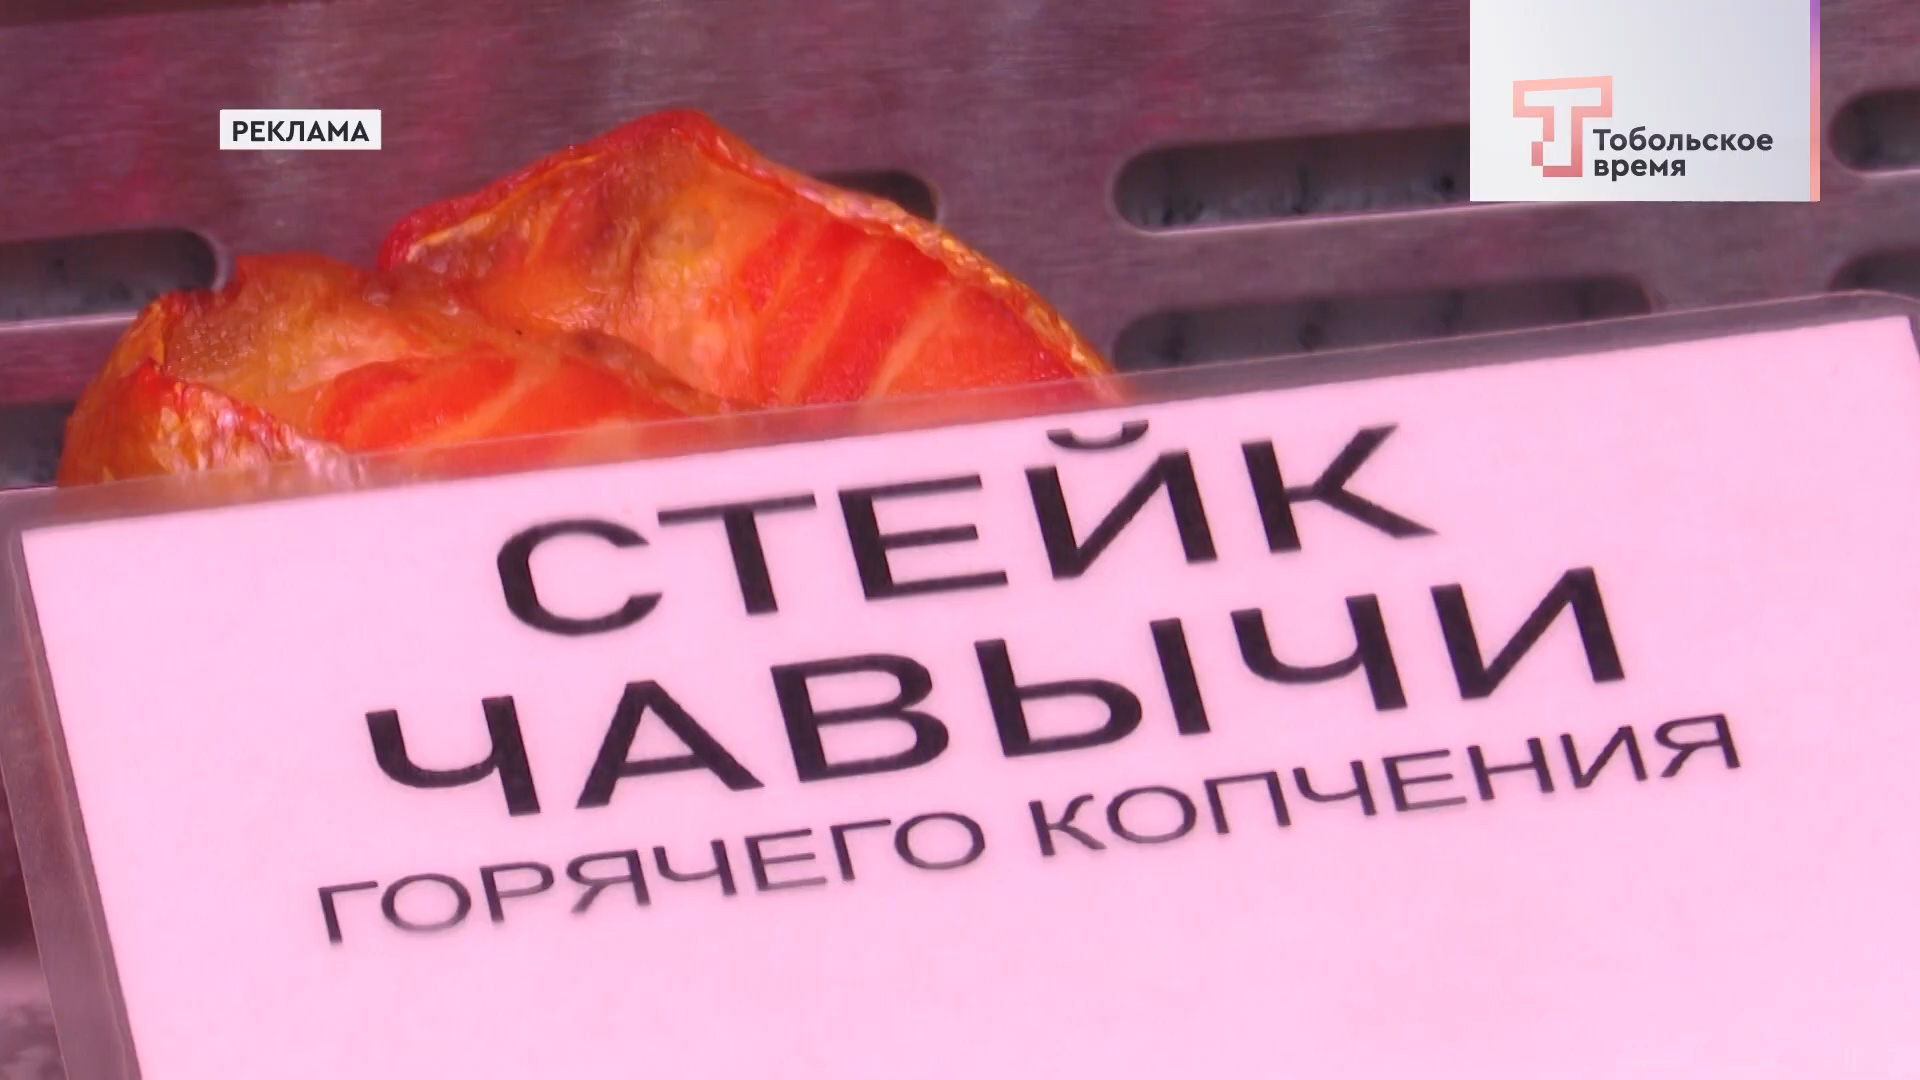 РЕКЛАМА
Тобольское
время
СТЕЙК
ЧАВЫЧИ
ГОРЯЧЕГО КОПЧЕНИЯ